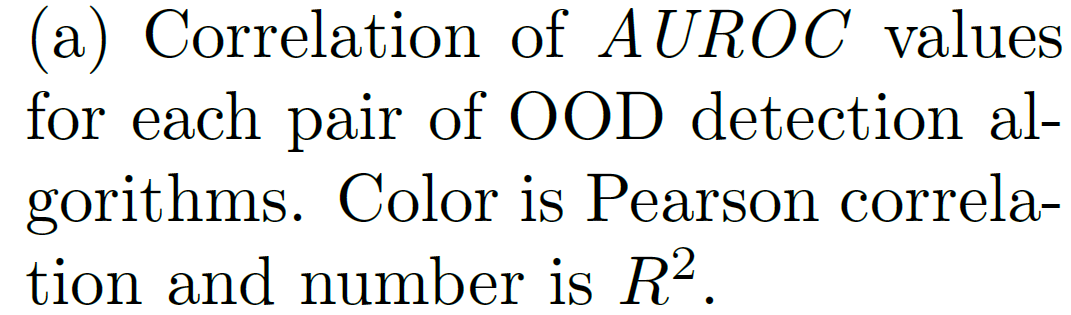 (a) Correlation of AUROC values
for each pair of OOD detection al-
gorithms. Color is Pearson correla-
tion and number is R².